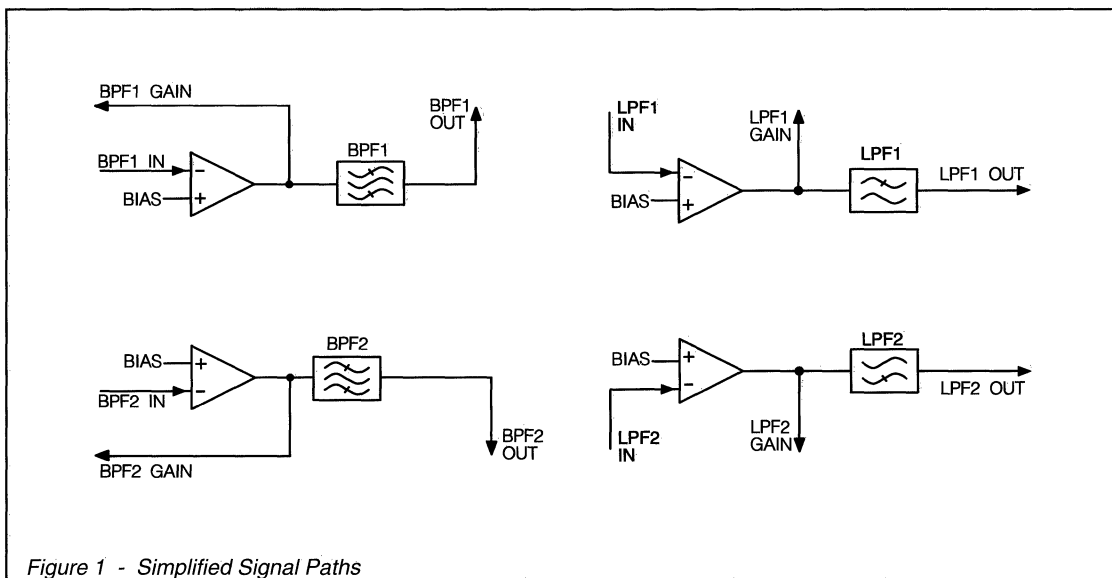 BPF1 GAIN
BPF1 IN
BIAS
-
+
BPF1
BPF1
OUT
LPF1
IN
BIAS
-
+
LPF1
GAIN
LPF1
LPF1 OUT
BIAS
+
-
BPF2 IN
BPF2 GAIN
BPF2
BPF2
OUT
BIAS
+
-
LPF2
IN
LPF2
GAIN
LPF2
LPF2 OUT
Figure 1 - Simplified Signal Paths